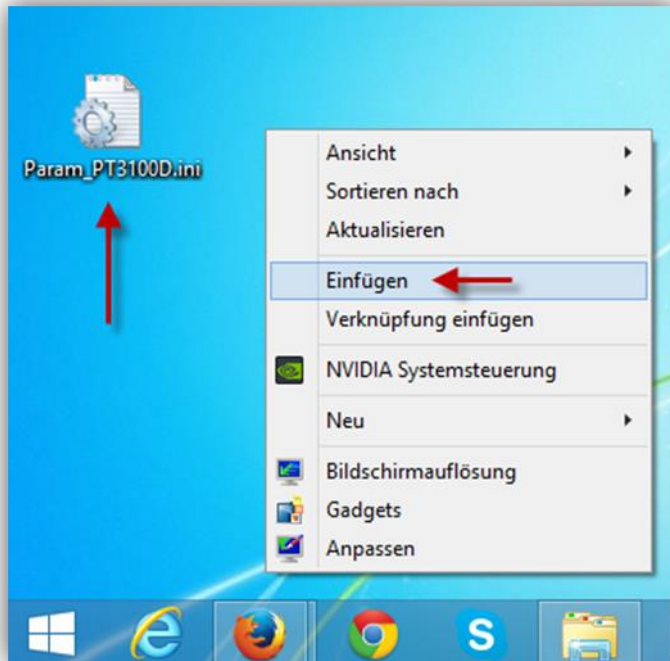 Param_PT3100D.ini
Ansicht
Sortieren nach
Aktualisieren
Einfügen
Verknüpfung einfügen
NVIDIA Systemsteuerung
Neu
Bildschirmauflösung
Gadgets
Anpassen